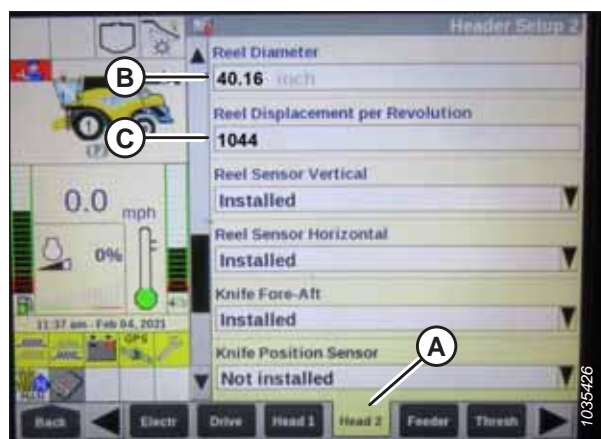 Header Setup 2
Reel Diameter
40.16 inch
Reel Displacement per Revolution
1044
Reel Sensor Vertical
Installed
Reel Sensor Horizontal
Installed
Knife Fore-Aft
Installed
Knife Position Sensor
Not installed
B
C
A
1
(?)
0.0 mph
0%
11:37 am - Feb 04, 2021
GPS
Back
Electr
Drive
Head 1
Head 2
Feeder
Thresh
1035426